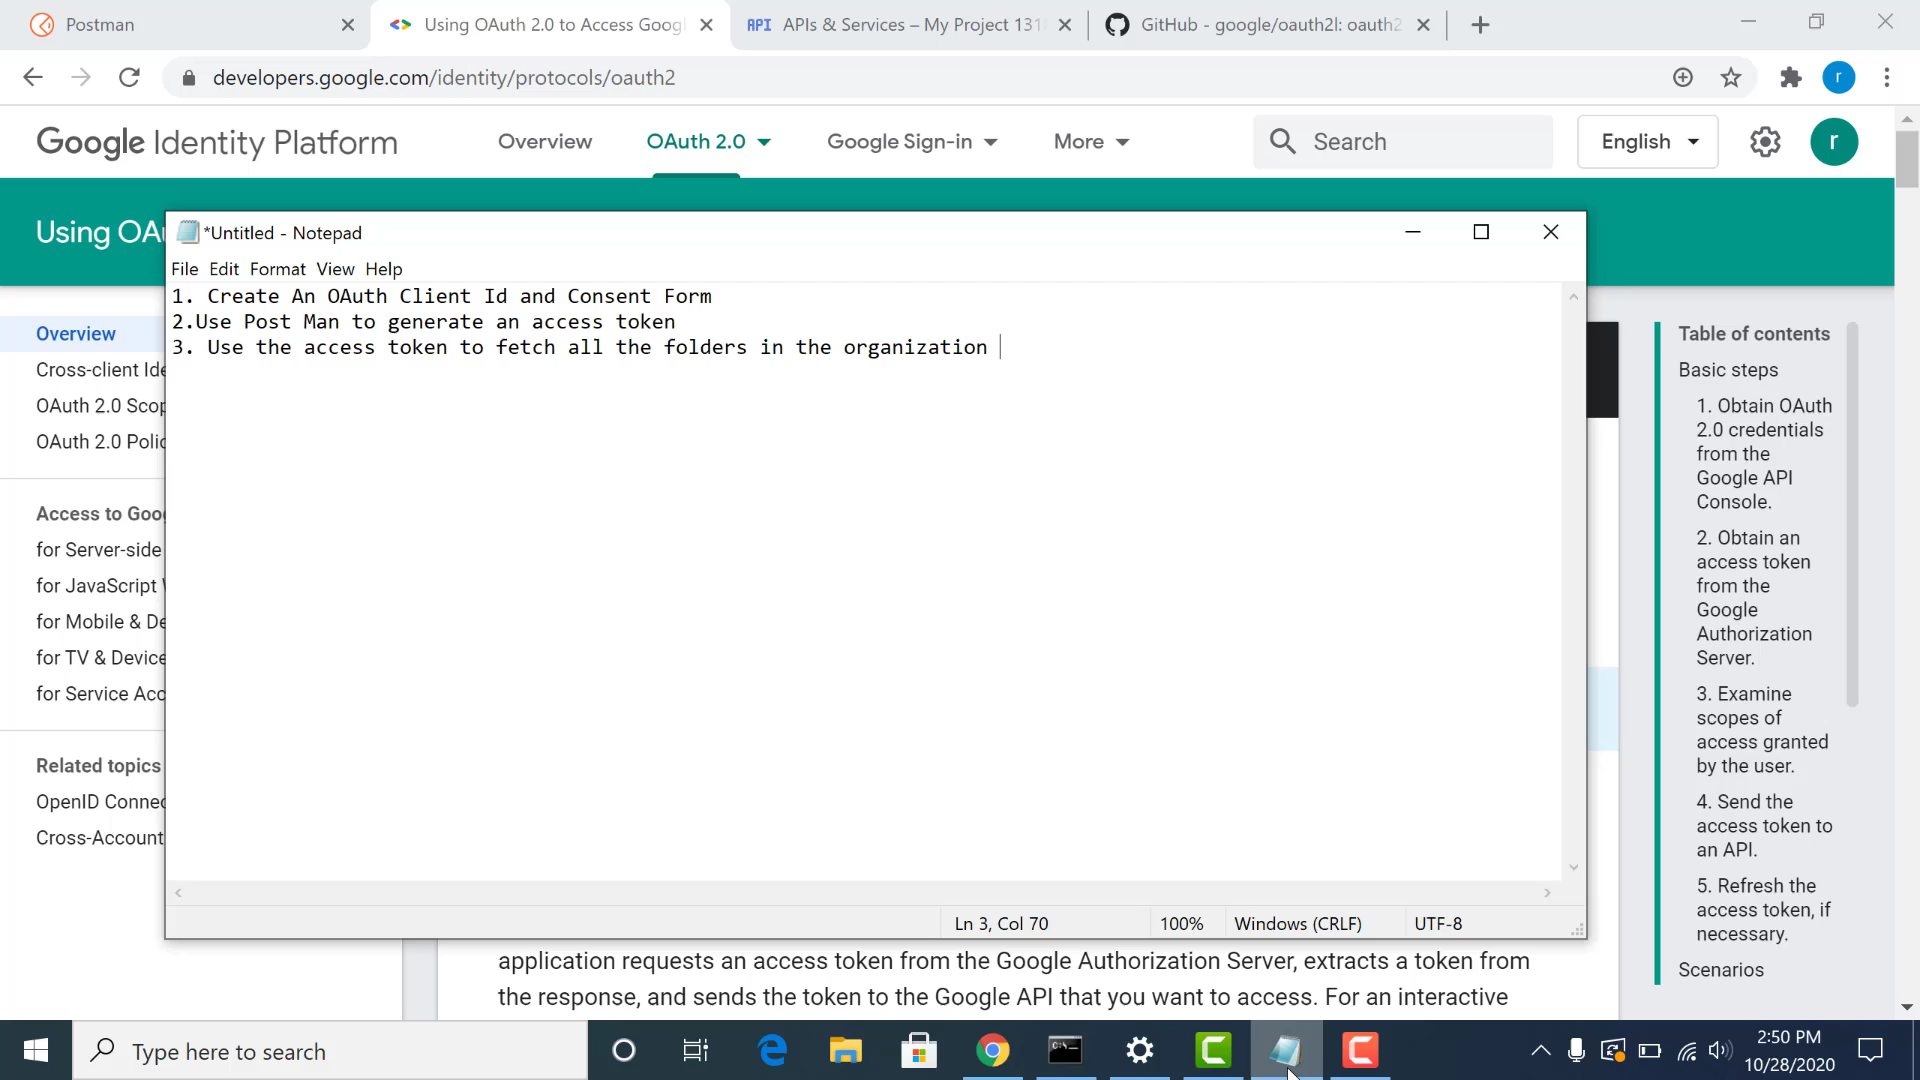 Postman
Using OAuth 2.0 to Access Goog
API APIs & Services – My Project 131
GitHub - google/oauth2l: oauth2
developers.google.com/identity/protocols/oauth2
r
Google Identity Platform
Overview
OAuth 2.0
Google Sign-in
More
Search
English
r
Using OAu
*Untitled - Notepad
File Edit Format View Help
1. Create An OAuth Client Id and Consent Form
2.Use Post Man to generate an access token
3. Use the access token to fetch all the folders in the organization
Ln 3, Col 70
100%
Windows (CRLF)
UTF-8
Overview
Cross-client Ide
OAuth 2.0 Scop
OAuth 2.0 Polic
Access to Goog
for Server-side
for JavaScript W
for Mobile & De
for TV & Device
for Service Acc
Related topics
OpenID Connec
Cross-Account
application requests an access token from the Google Authorization Server, extracts a token from
the response, and sends the token to the Google API that you want to access. For an interactive
Table of contents
Basic steps
1. Obtain OAuth
2.0 credentials
from the
Google API
Console.
2. Obtain an
access token
from the
Google
Authorization
Server.
3. Examine
scopes of
access granted
by the user.
4. Send the
access token to
an API.
5. Refresh the
access token, if
necessary.
Scenarios
Type here to search
2:50 PM
10/28/2020